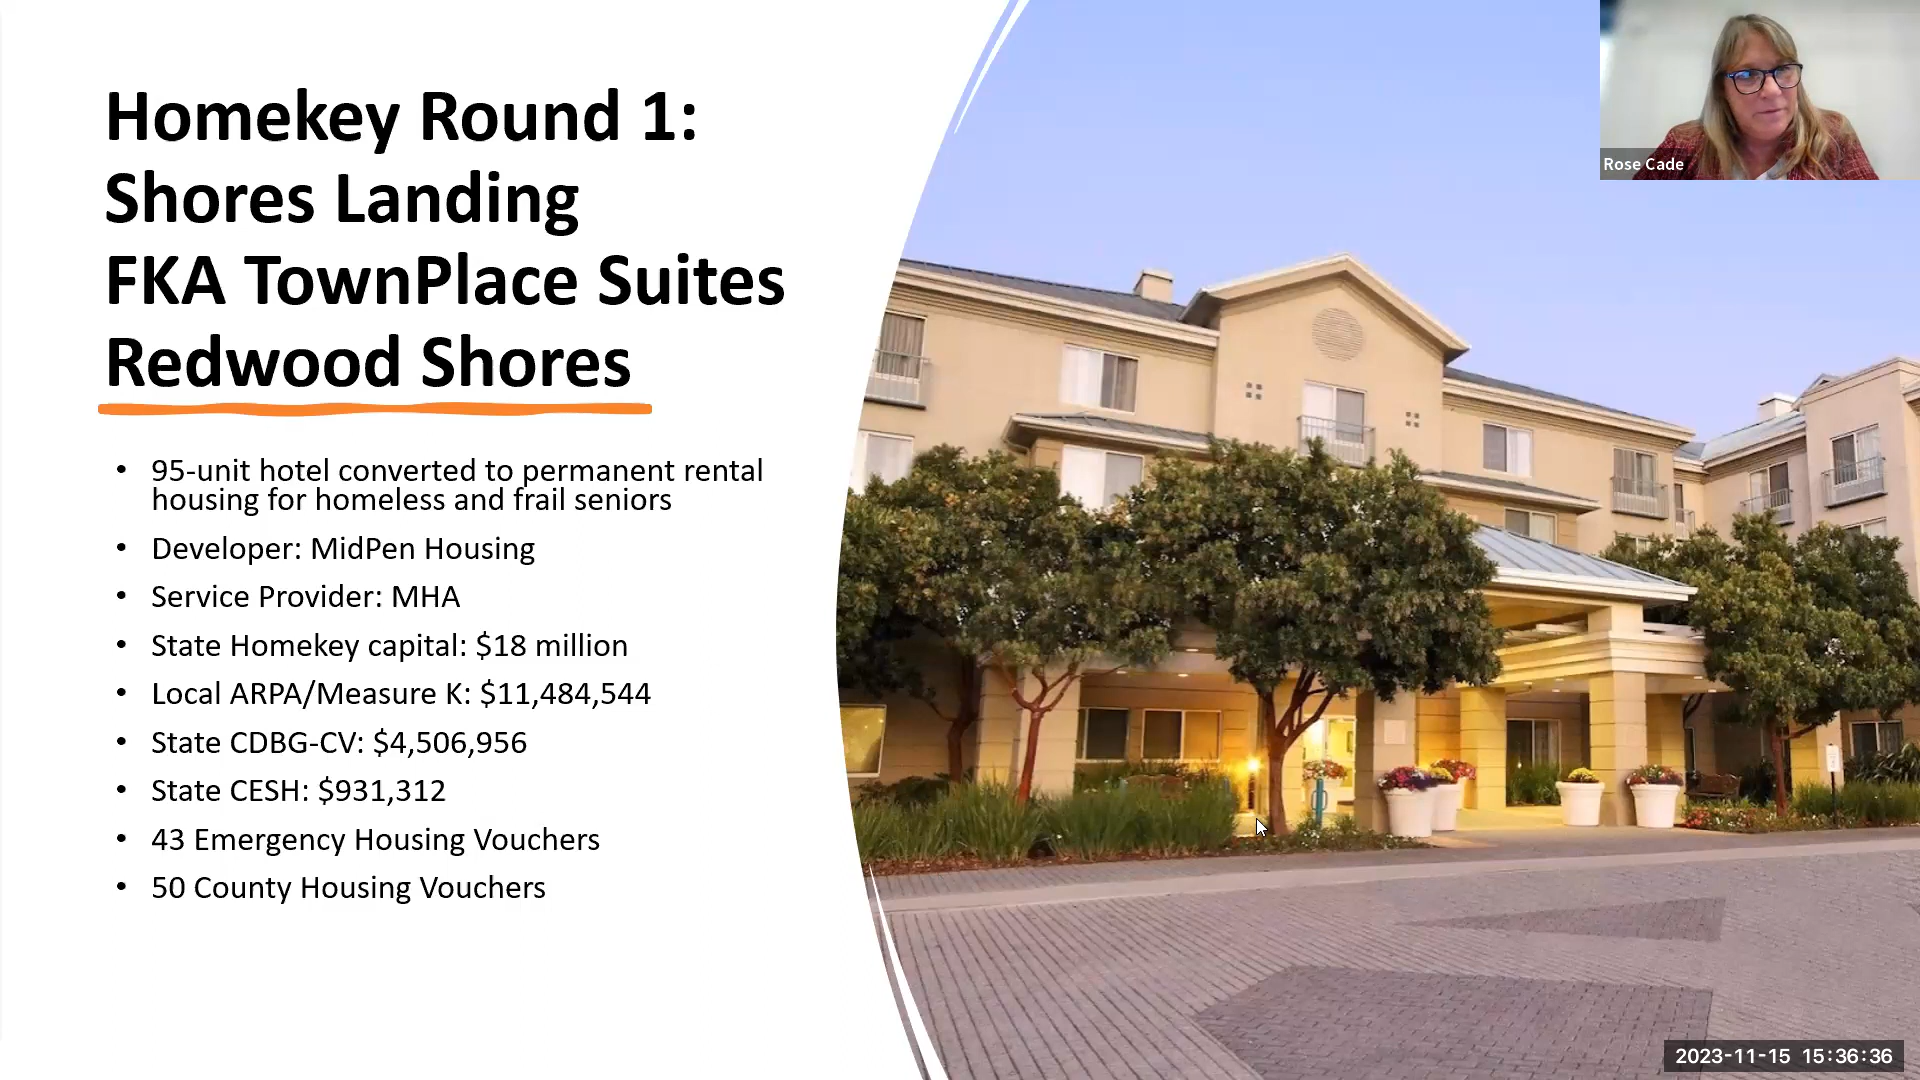 Homekey Round 1:
Shores Landing
FKA TownPlace Suites
Redwood Shores
• 95-unit hotel converted to permanent rental
housing for homeless and frail seniors
• Developer: MidPen Housing
• Service Provider: MHA
• State Homekey capital: $18 million
• Local ARPA/Measure K: $11,484,544
• State CDBG-CV: $4,506,956
• State CESH: $931,312
• 43 Emergency Housing Vouchers
• 50 County Housing Vouchers
Rose Cade
2023-11-15 15:36:36